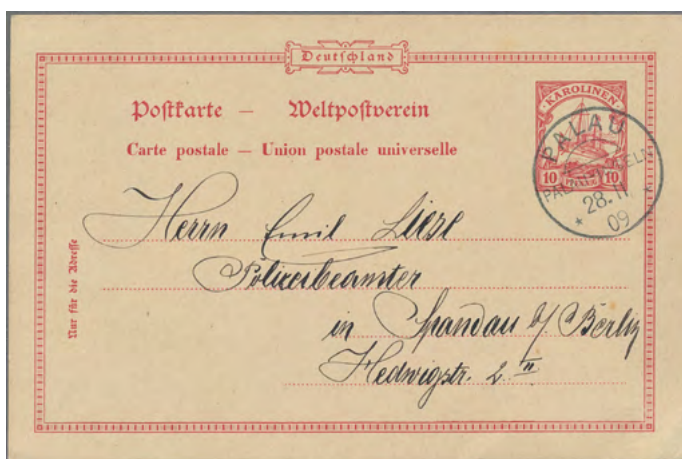 Deutschland
Postkarte — Weltpostverein
Carte postale — Union postale universelle
KAROLINEN
10 PFENNIG 10
PALAU
28.11
09
Nur für die Adresse
Herrn Emil
Polizeibeamter
in Spandau b/ Berlin
Hedwigstr. 2 II